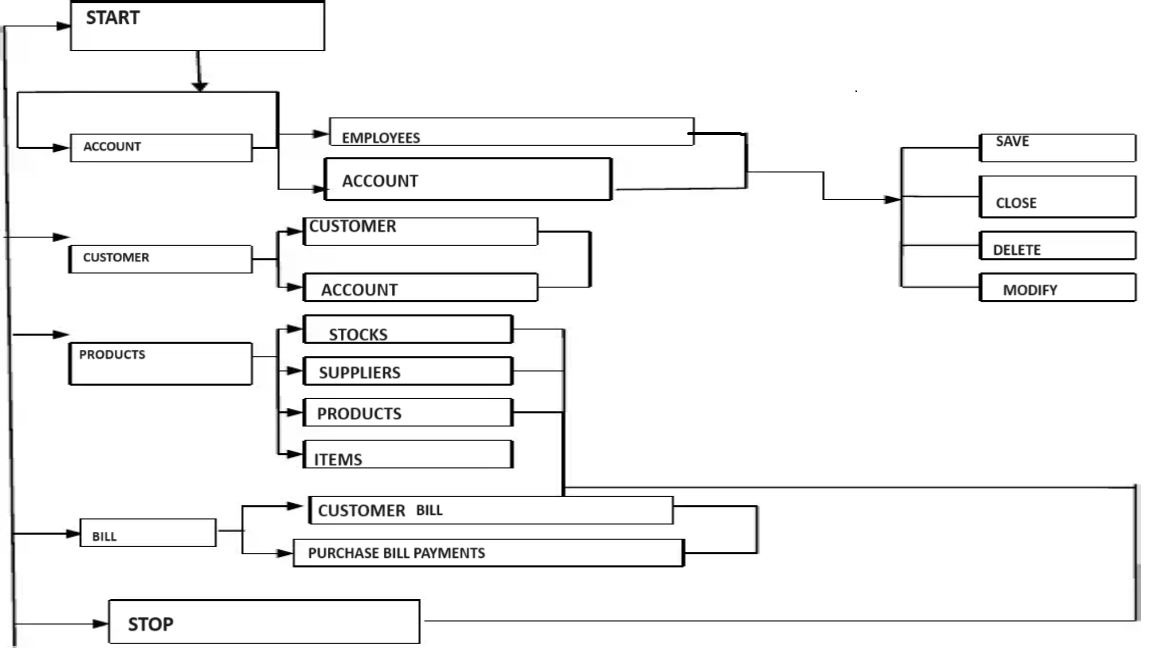 START
ACCOUNT
EMPLOYEES
ACCOUNT
SAVE
CLOSE
DELETE
MODIFY
CUSTOMER
CUSTOMER
ACCOUNT
PRODUCTS
STOCKS
SUPPLIERS
PRODUCTS
ITEMS
BILL
CUSTOMER BILL
PURCHASE BILL PAYMENTS
STOP